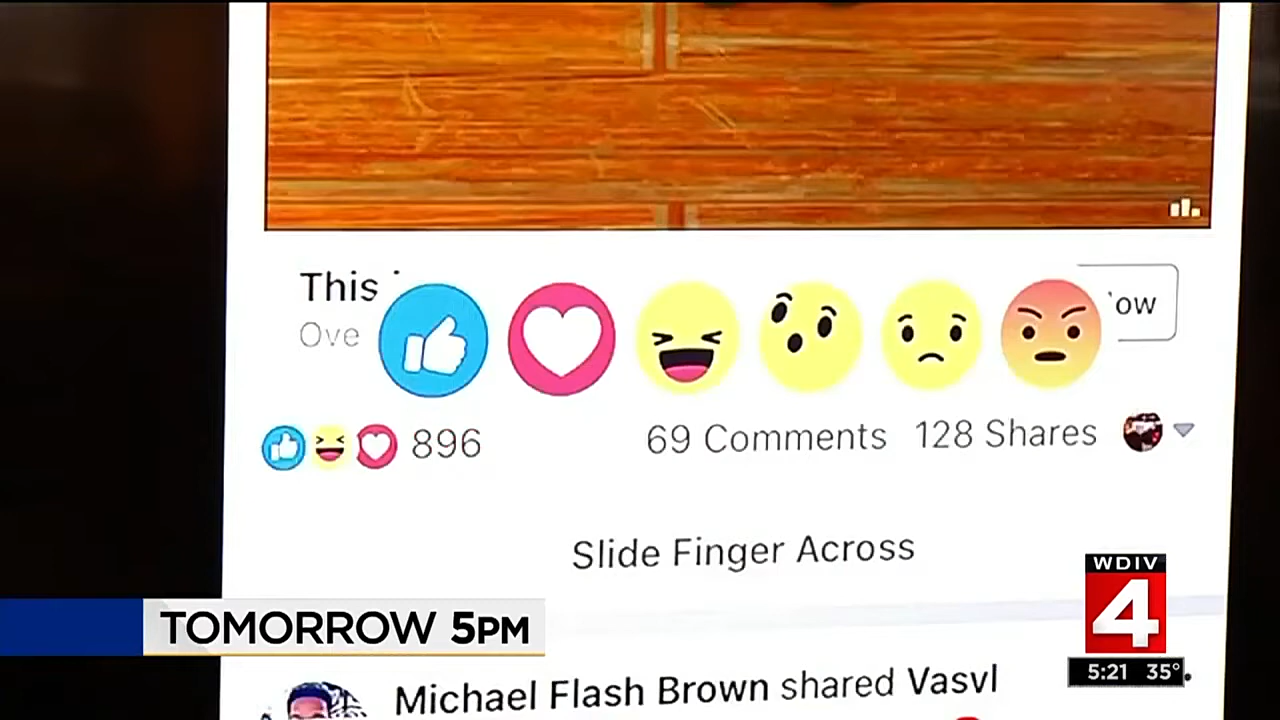 This
Ove
ow
896
69 Comments
128 Shares
Slide Finger Across
WDIV
4
TOMORROW 5PM
5:21 35°
Michael Flash Brown shared Vasvl